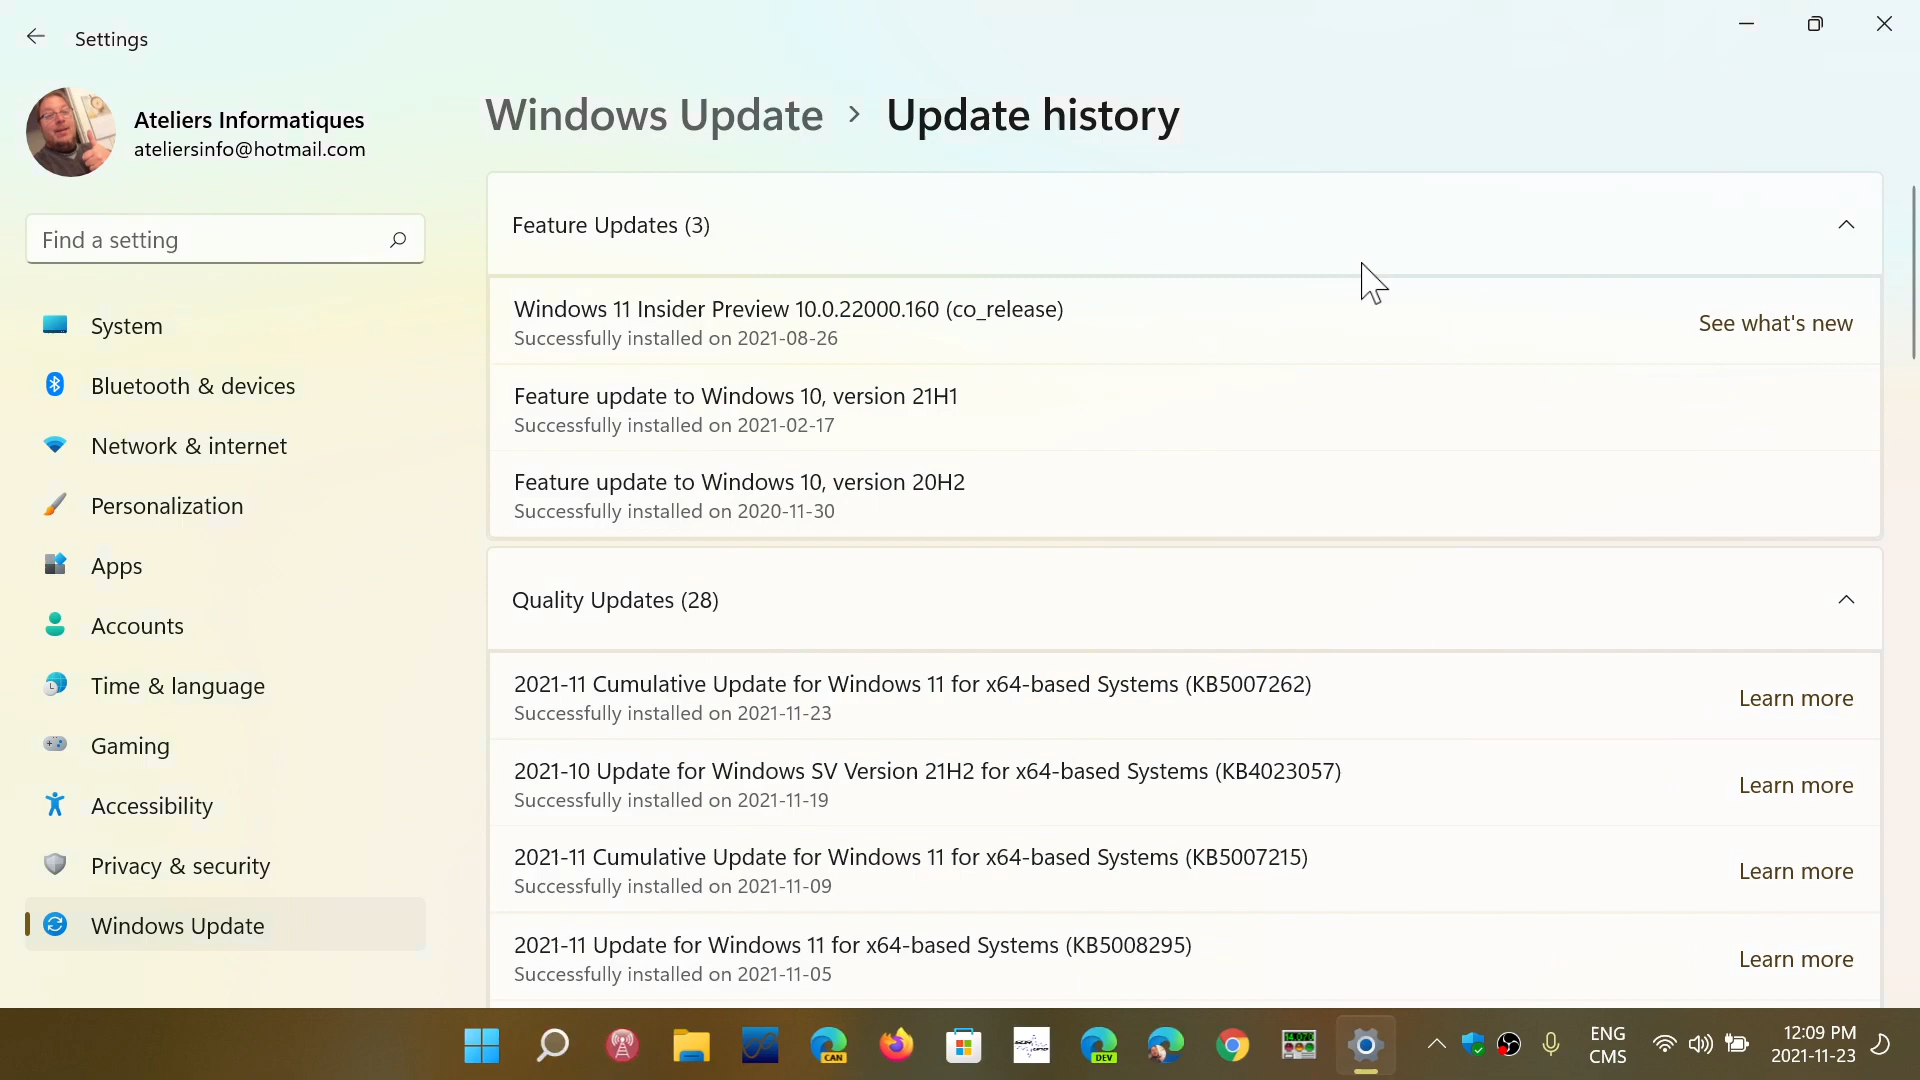 Settings
Ateliers Informatiques
ateliersinfo@hotmail.com
Find a setting
System
Bluetooth & devices
Network & internet
Personalization
Apps
Accounts
Time & language
Gaming
Accessibility
Privacy & security
Windows Update
Windows Update > Update history
Feature Updates (3)
Windows 11 Insider Preview 10.0.22000.160 (co_release)
Successfully installed on 2021-08-26
See what's new
Feature update to Windows 10, version 21H1
Successfully installed on 2021-02-17
Feature update to Windows 10, version 20H2
Successfully installed on 2020-11-30
Quality Updates (28)
2021-11 Cumulative Update for Windows 11 for x64-based Systems (KB5007262)
Successfully installed on 2021-11-23
Learn more
2021-10 Update for Windows SV Version 21H2 for x64-based Systems (KB4023057)
Successfully installed on 2021-11-19
Learn more
2021-11 Cumulative Update for Windows 11 for x64-based Systems (KB5007215)
Successfully installed on 2021-11-09
Learn more
2021-11 Update for Windows 11 for x64-based Systems (KB5008295)
Successfully installed on 2021-11-05
Learn more
CAN
DEV
ENG
CMS
12:09 PM
2021-11-23